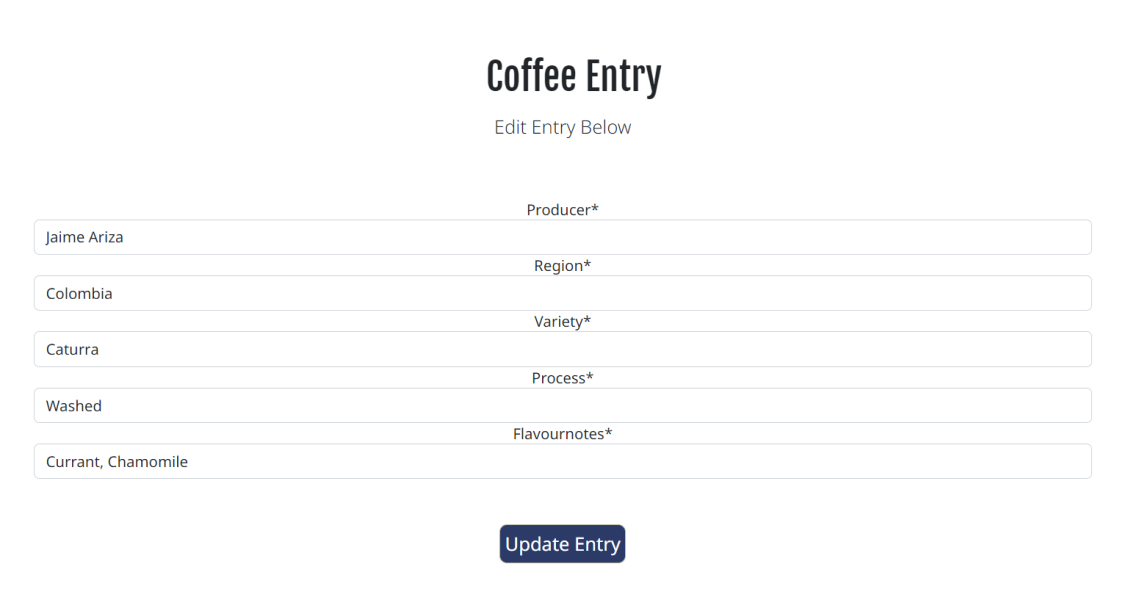 Coffee Entry
Edit Entry Below
Producer*
Jaime Ariza
Region*
Colombia
Variety*
Caturra
Process*
Washed
Flavournotes*
Currant, Chamomile
Update Entry